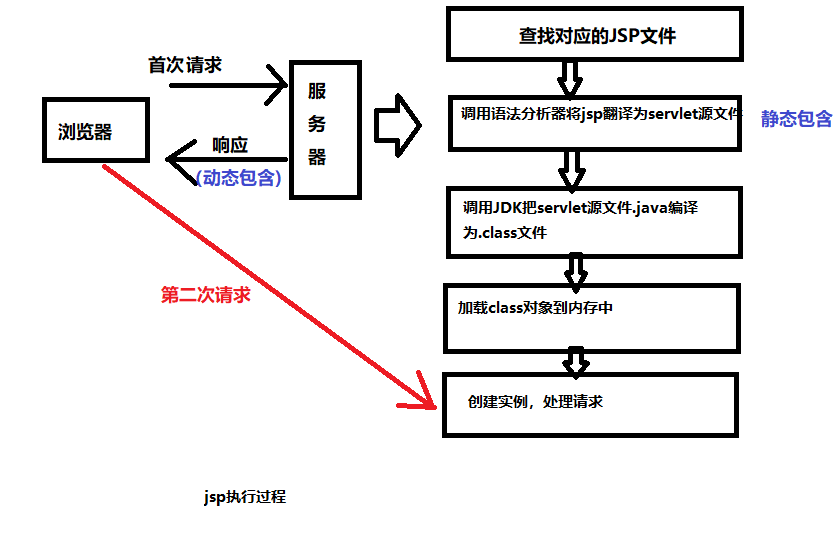 查找对应的JSP文件
首次请求
服
务
器
调用语法分析器将jsp翻译为servlet源文件
静态包含
浏览器
响应
(动态包含)
调用JDK把servlet源文件.java编译
为.class文件
第二次请求
加载class对象到内存中
创建实例，处理请求
jsp执行过程